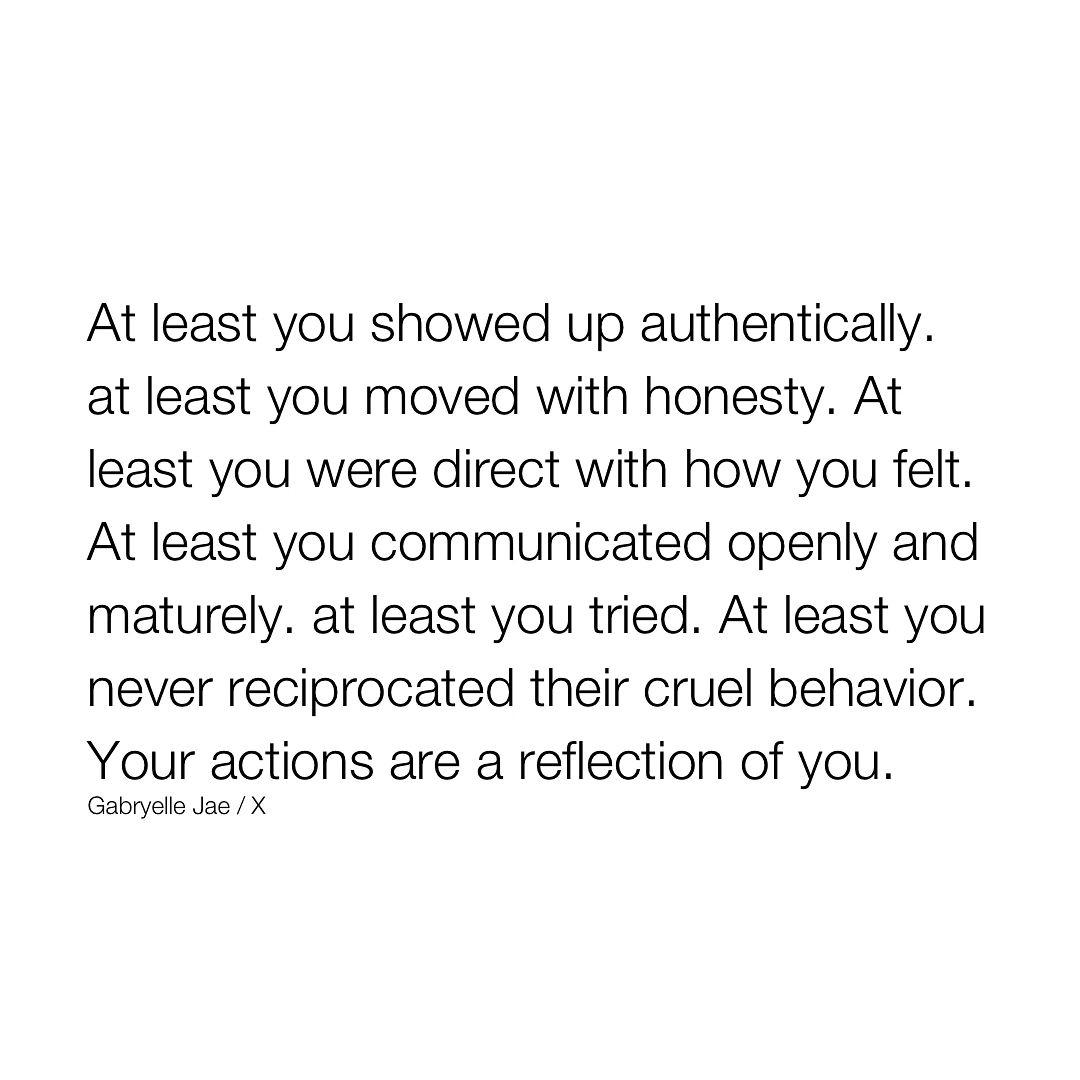 At least you showed up authentically.
at least you moved with honesty. At
least you were direct with how you felt.
At least you communicated openly and
maturely. at least you tried. At least you
never reciprocated their cruel behavior.
Your actions are a reflection of you.
Gabryelle Jae / X